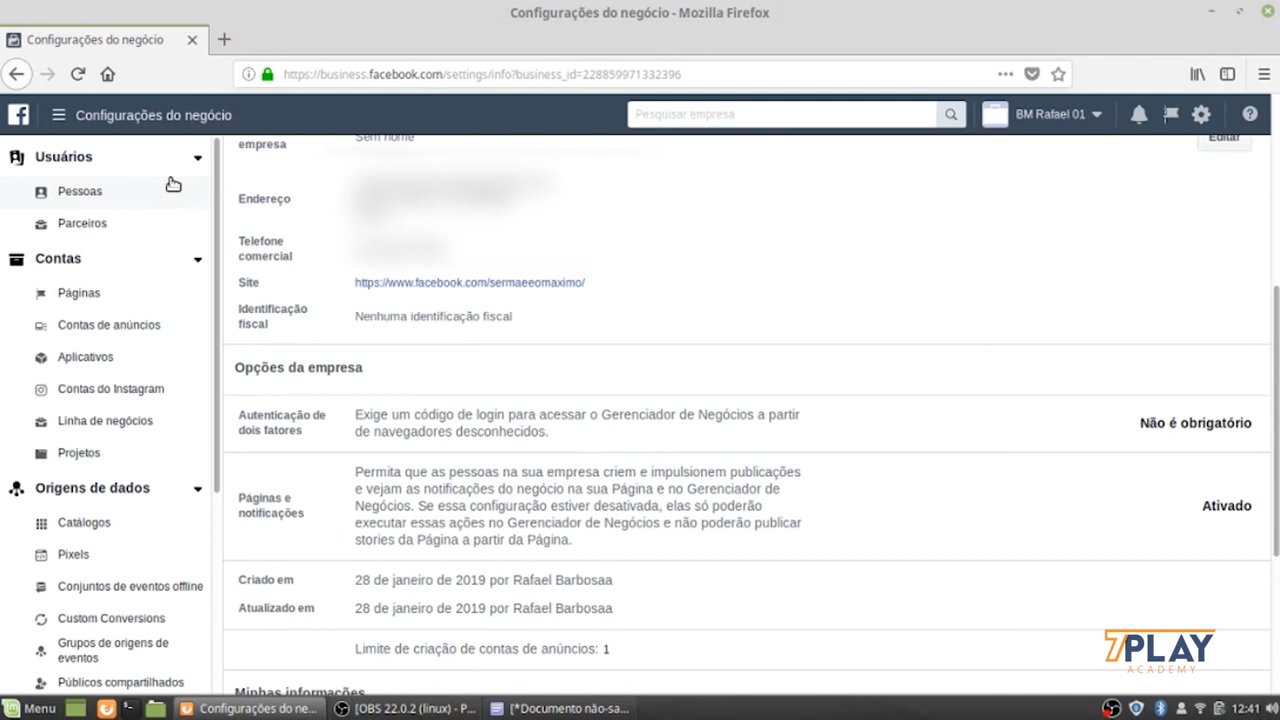 Configurações do negócio - Mozilla Firefox
Configurações do negócio
https://business.facebook.com/settings/info?business_id=228859971332396
Configurações do negócio
Pesquisar empresa
BM Rafael 01
Usuários
Pessoas
Parceiros
Contas
Páginas
Contas de anúncios
Aplicativos
Contas do Instagram
Linha de negócios
Projetos
Origens de dados
Catálogos
Pixels
Conjuntos de eventos offline
Custom Conversions
Grupos de origens de
eventos
Públicos compartilhados
empresa
Sem nome
Editar
Endereço
Telefone
comercial
Site
https://www.facebook.com/sermaeeomaximo/
Identificação
fiscal
Nenhuma identificação fiscal
Opções da empresa
Autenticação de
dois fatores
Exige um código de login para acessar o Gerenciador de Negócios a partir
de navegadores desconhecidos.
Não é obrigatório
Páginas e
notificações
Permita que as pessoas na sua empresa criem e impulsionem publicações
e vejam as notificações do negócio na sua Página e no Gerenciador de
Negócios. Se essa configuração estiver desativada, elas só poderão
executar essas ações no Gerenciador de Negócios e não poderão publicar
stories da Página a partir da Página.
Ativado
Criado em
28 de janeiro de 2019 por Rafael Barbosaa
Atualizado em
28 de janeiro de 2019 por Rafael Barbosaa
Limite de criação de contas de anúncios: 1
Minhas informações
7PLAY
ACADEMY
Menu
Configurações do ne...
[OBS 22.0.2 (linux) - P...
[*Documento não-sa...
12:41